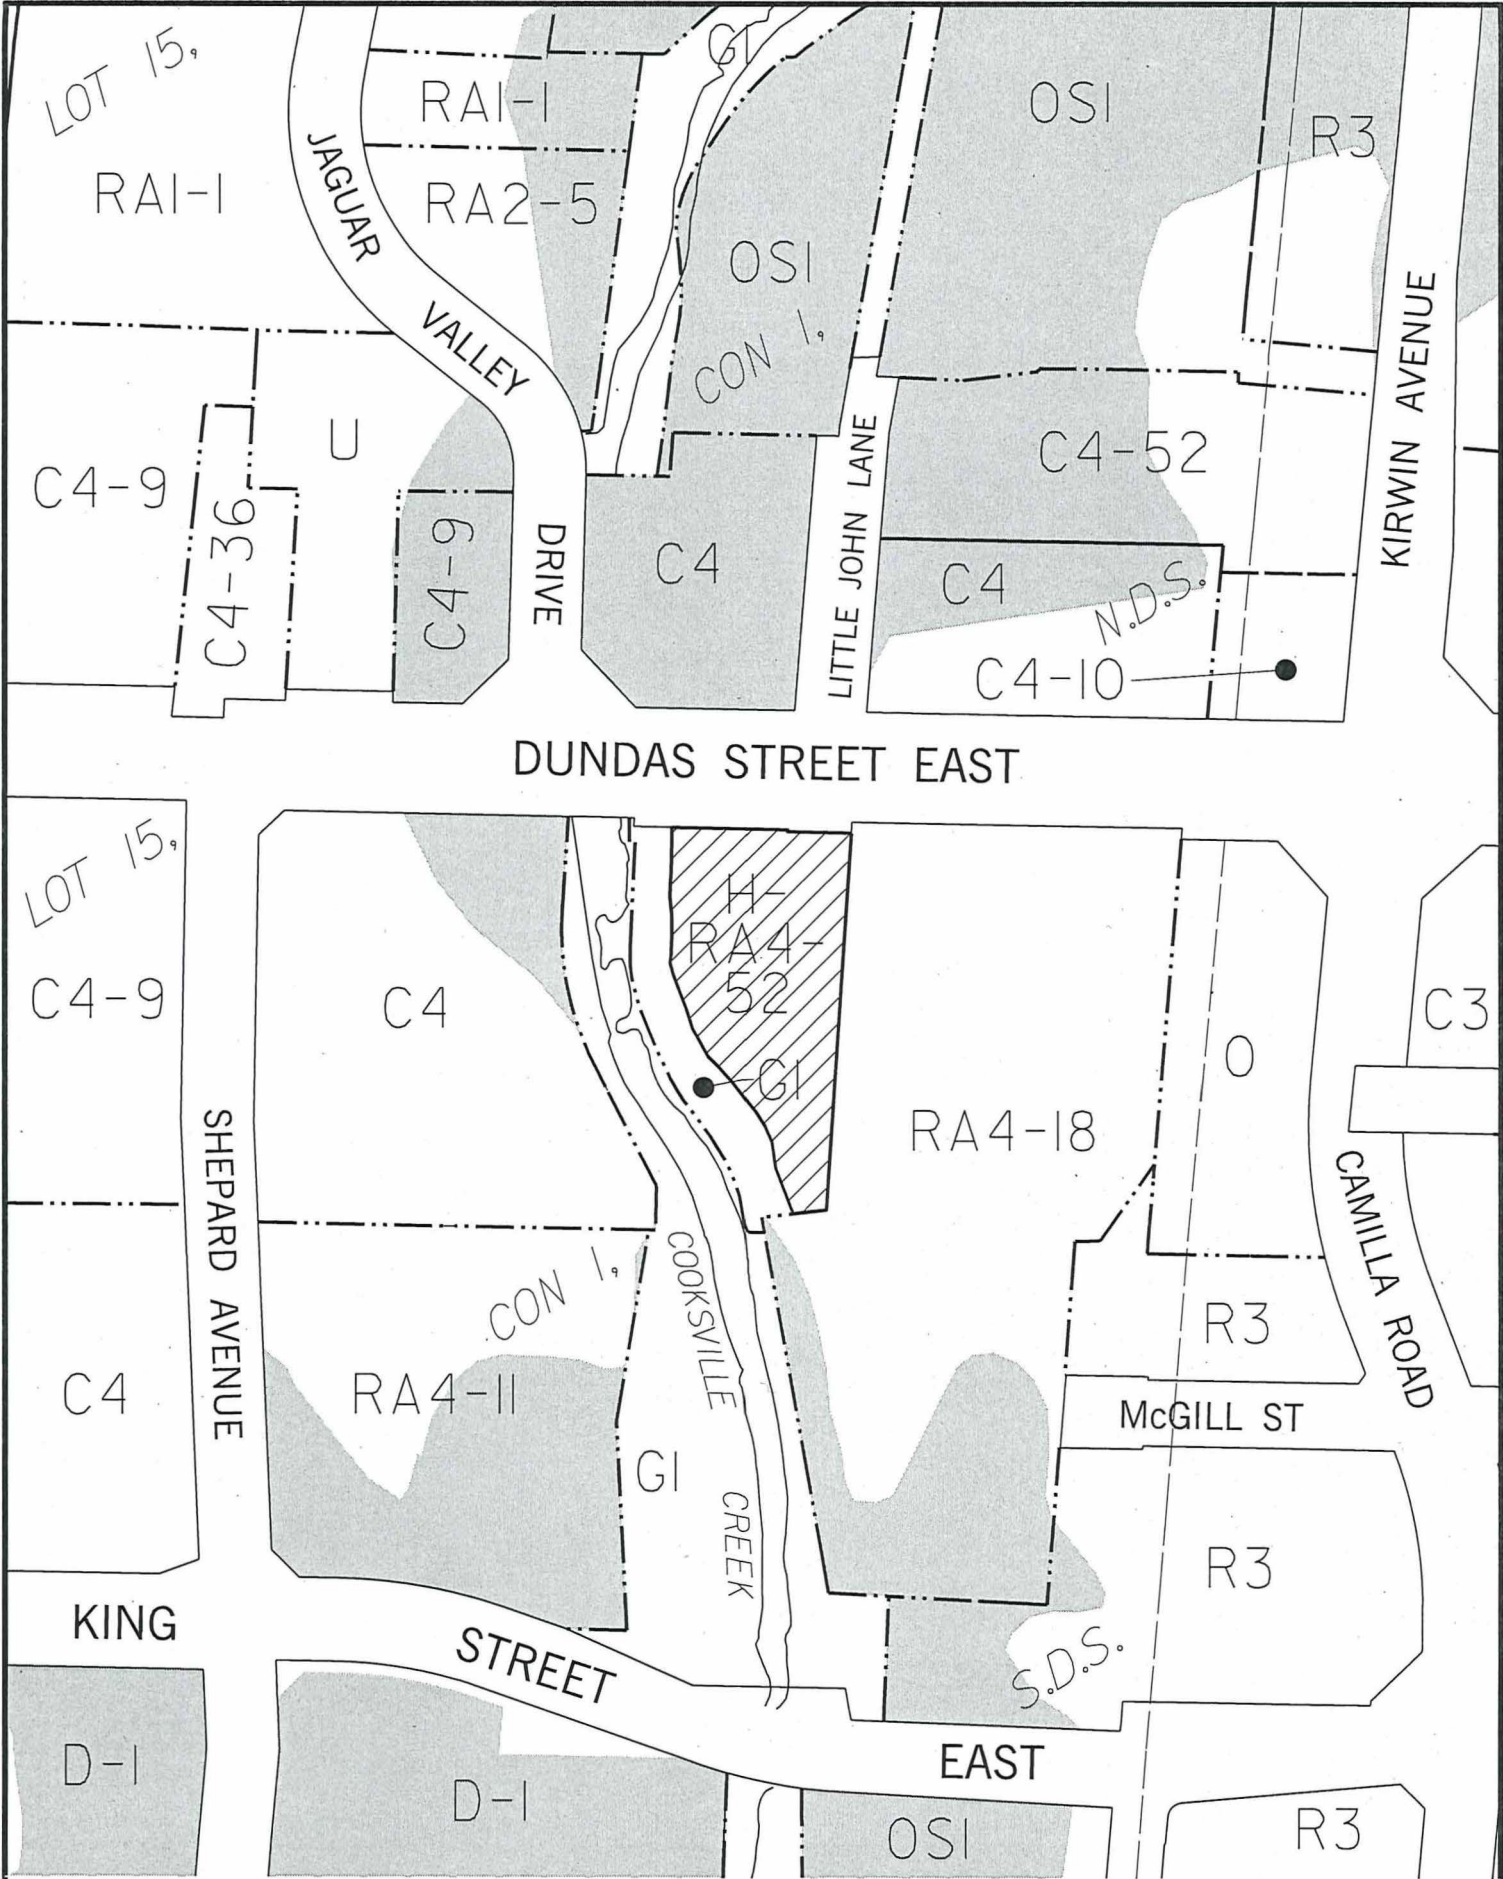 LOT 15,
RA1-1
JAGUAR
VALLEY
DRIVE
RA1-1
RA2-5
G1
OS1
CON 1,
OS1
R3
KIRWIN AVENUE
C4-9
C4-36
U
C4-9
C4
LITTLE JOHN LANE
C4-52
C4
N.D.S.
C4-10
DUNDAS STREET EAST
LOT 15,
C4-9
C4
H-
RA4-
52
G1
RA4-18
O
C3
SHEPARD AVENUE
CAMILLA ROAD
CON 1,
COOKSVILLE
CREEK
R3
C4
RA4-11
McGILL ST
G1
R3
KING
STREET
EAST
S.D.S.
D-1
D-1
OS1
R3